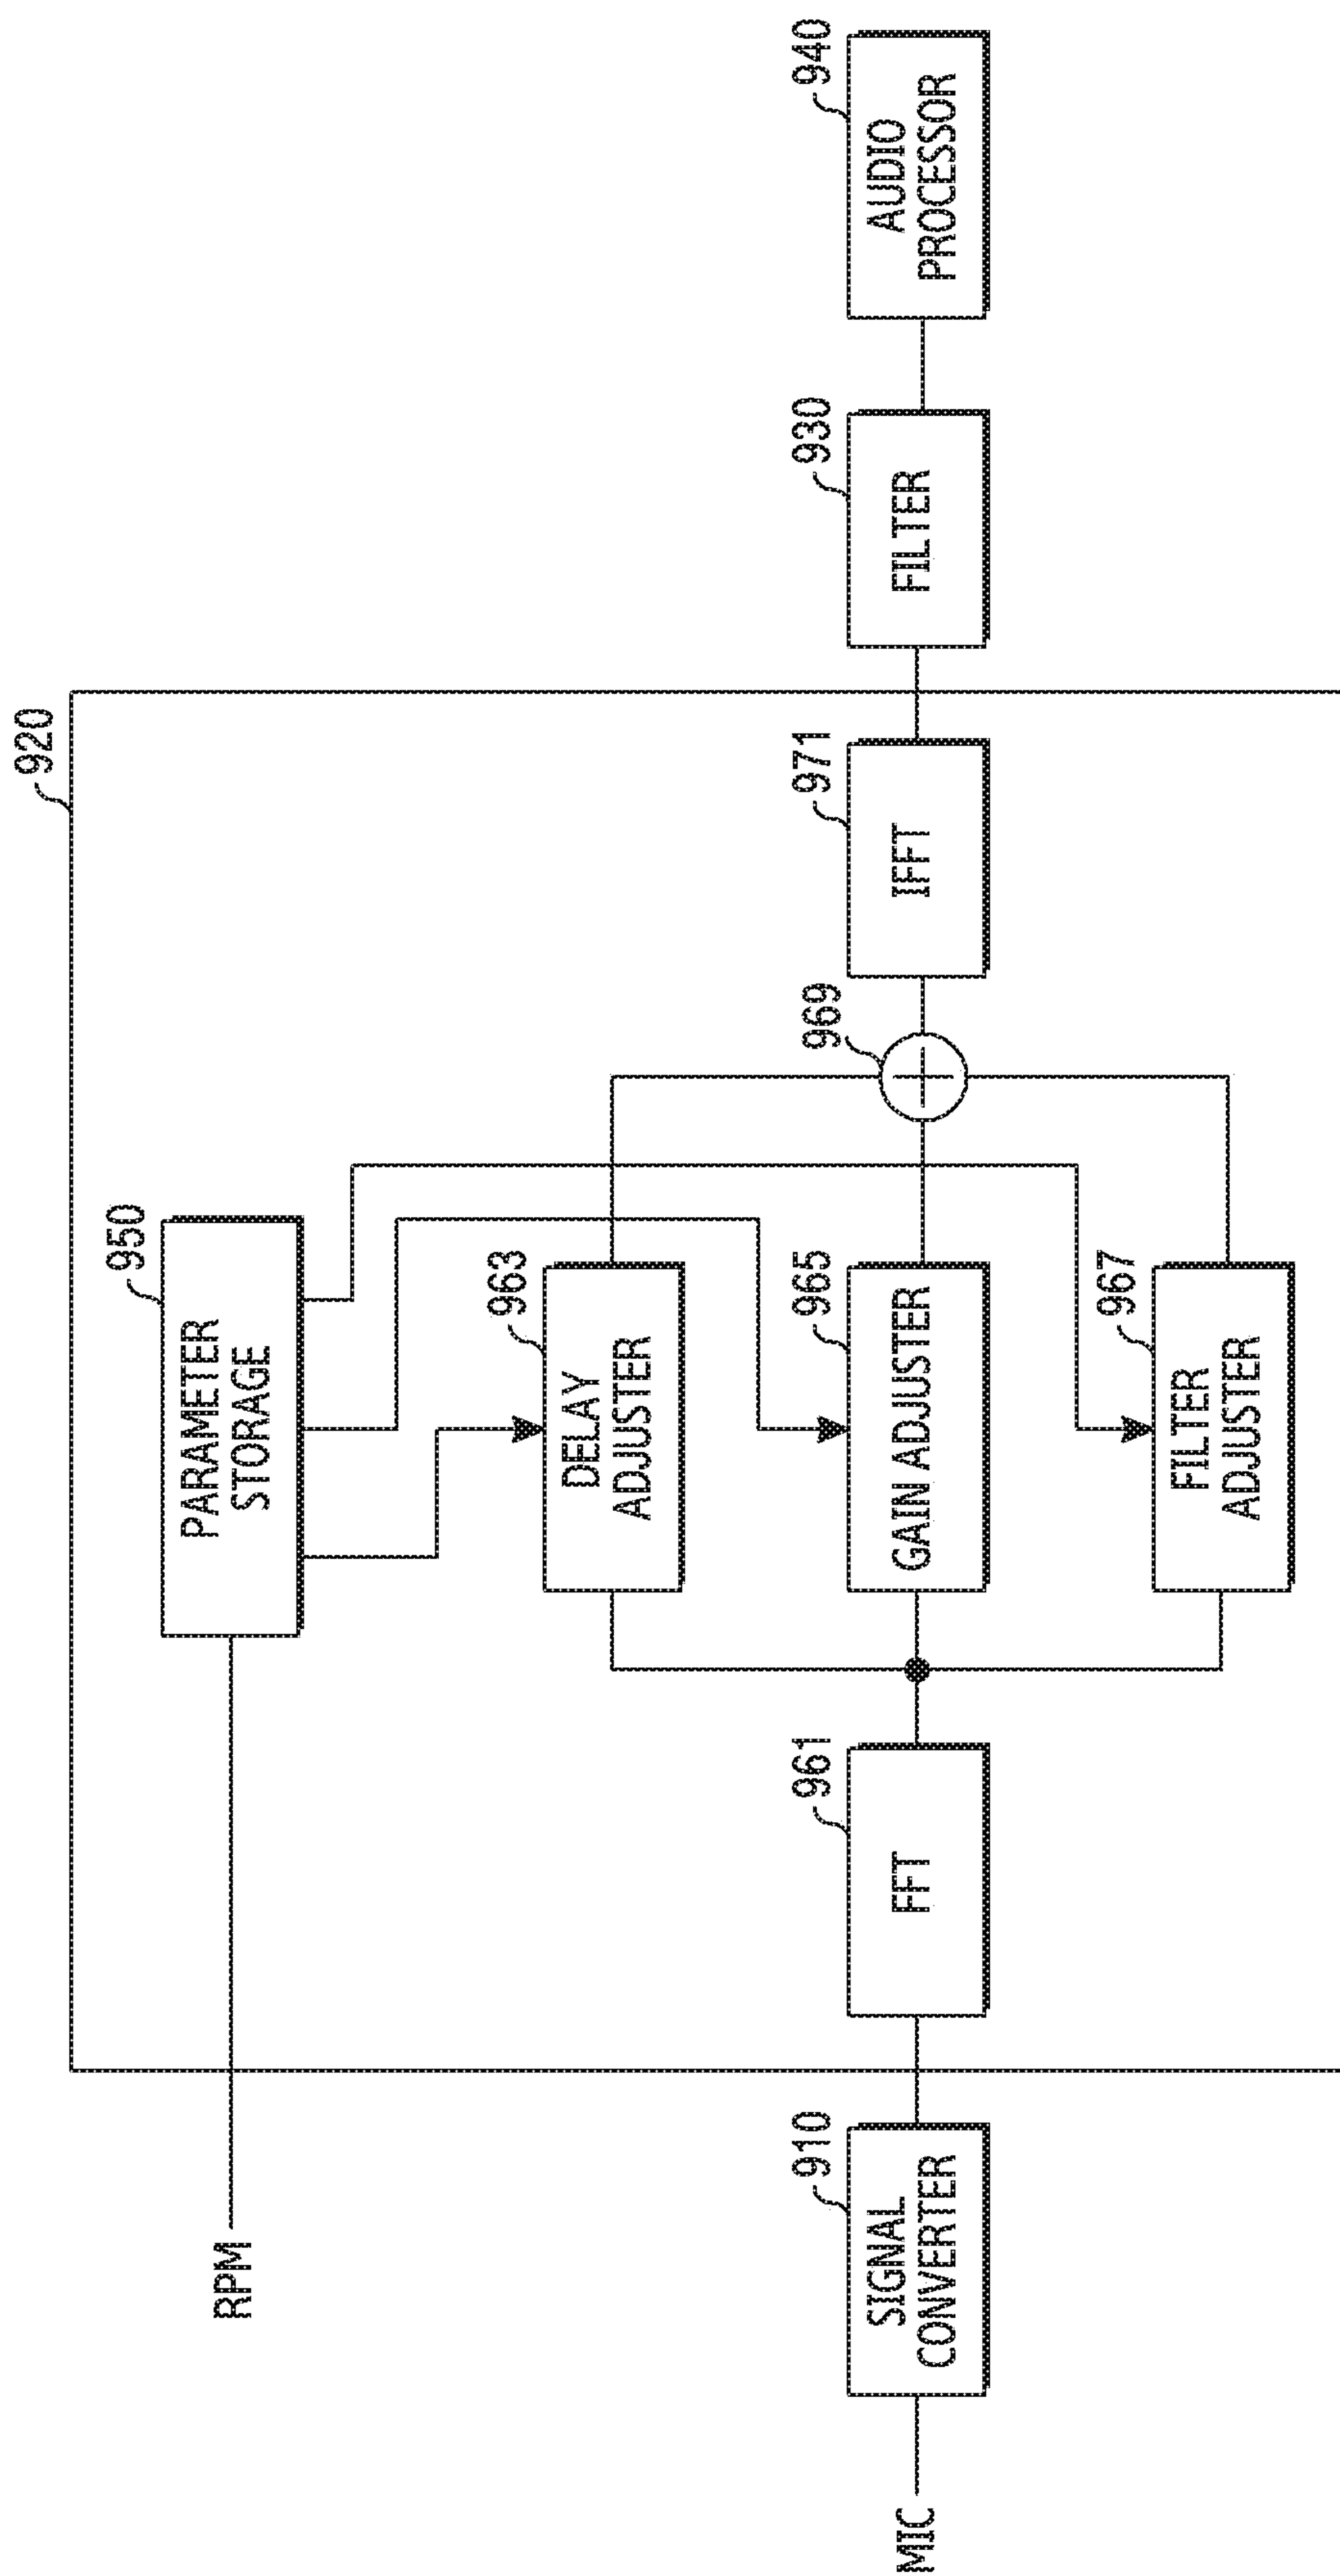 920
RPM
950
PARAMETER
STORAGE
963
DELAY
ADJUSTER
MIC
910
SIGNAL
CONVERTER
961
FFT
965
GAIN ADJUSTER
969
971
IFFT
930
FILTER
940
AUDIO
PROCESSOR
967
FILTER
ADJUSTER